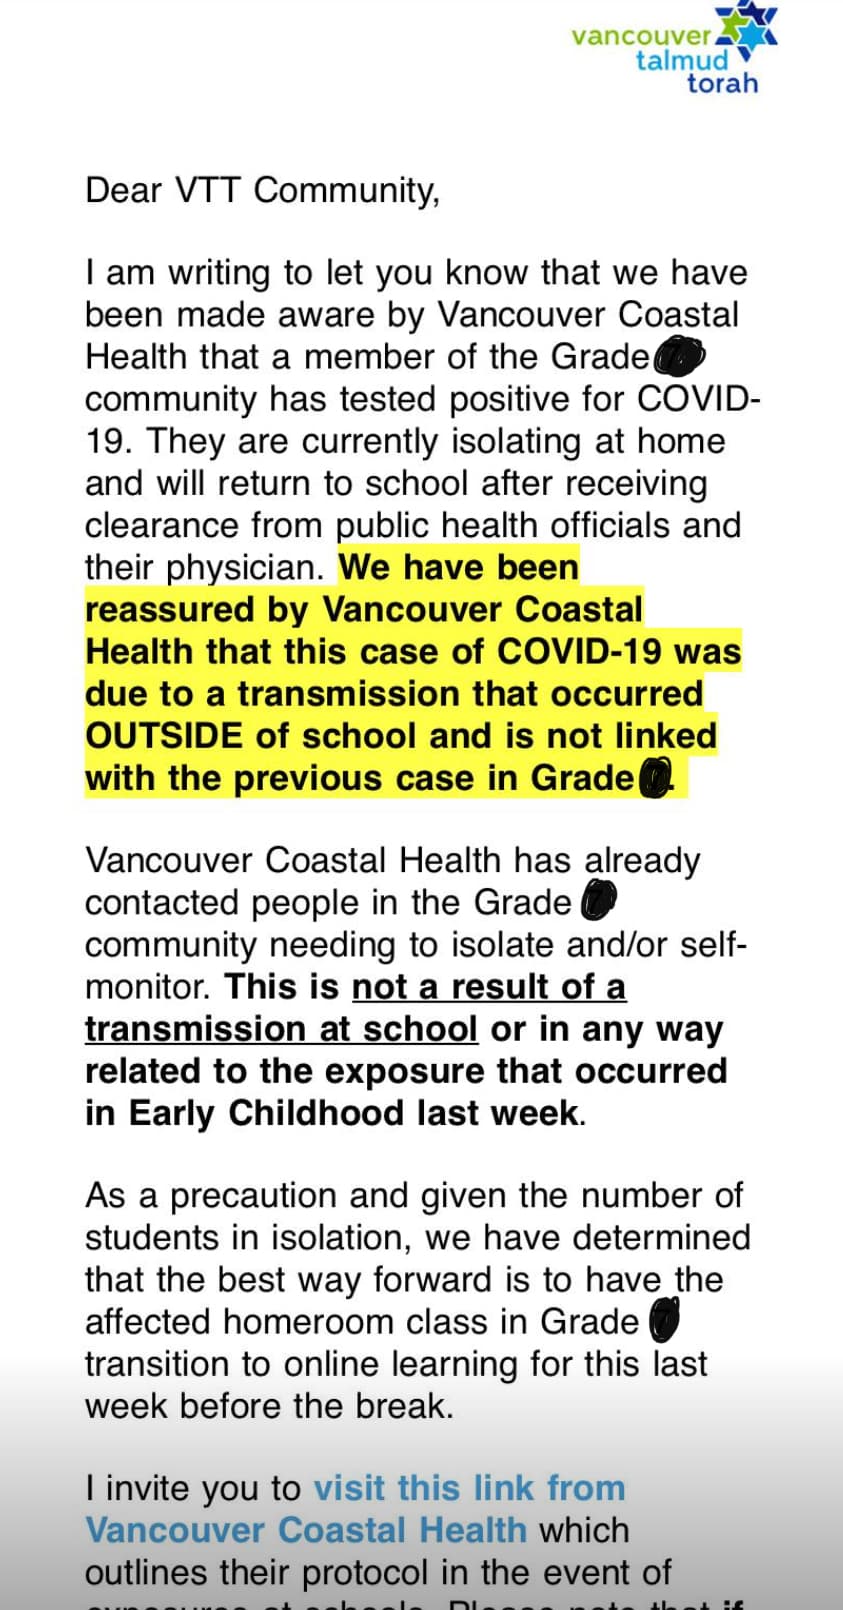 vancouver
talmud
torah
Dear VTT Community,
I am writing to let you know that we have
been made aware by Vancouver Coastal
Health that a member of the Grade
community has tested positive for COVID-
19. They are currently isolating at home
and will return to school after receiving
clearance from public health officials and
their physician. We have been
reassured by Vancouver Coastal
Health that this case of COVID-19 was
due to a transmission that occurred
OUTSIDE of school and is not linked
with the previous case in Grade
Vancouver Coastal Health has already
contacted people in the Grade
community needing to isolate and/or self-
monitor. This is not a result of a
transmission at school or in any way
related to the exposure that occurred
in Early Childhood last week.
As a precaution and given the number of
students in isolation, we have determined
that the best way forward is to have the
affected homeroom class in Grade
transition to online learning for this last
week before the break.
I invite you to visit this link from
Vancouver Coastal Health which
outlines their protocol in the event of